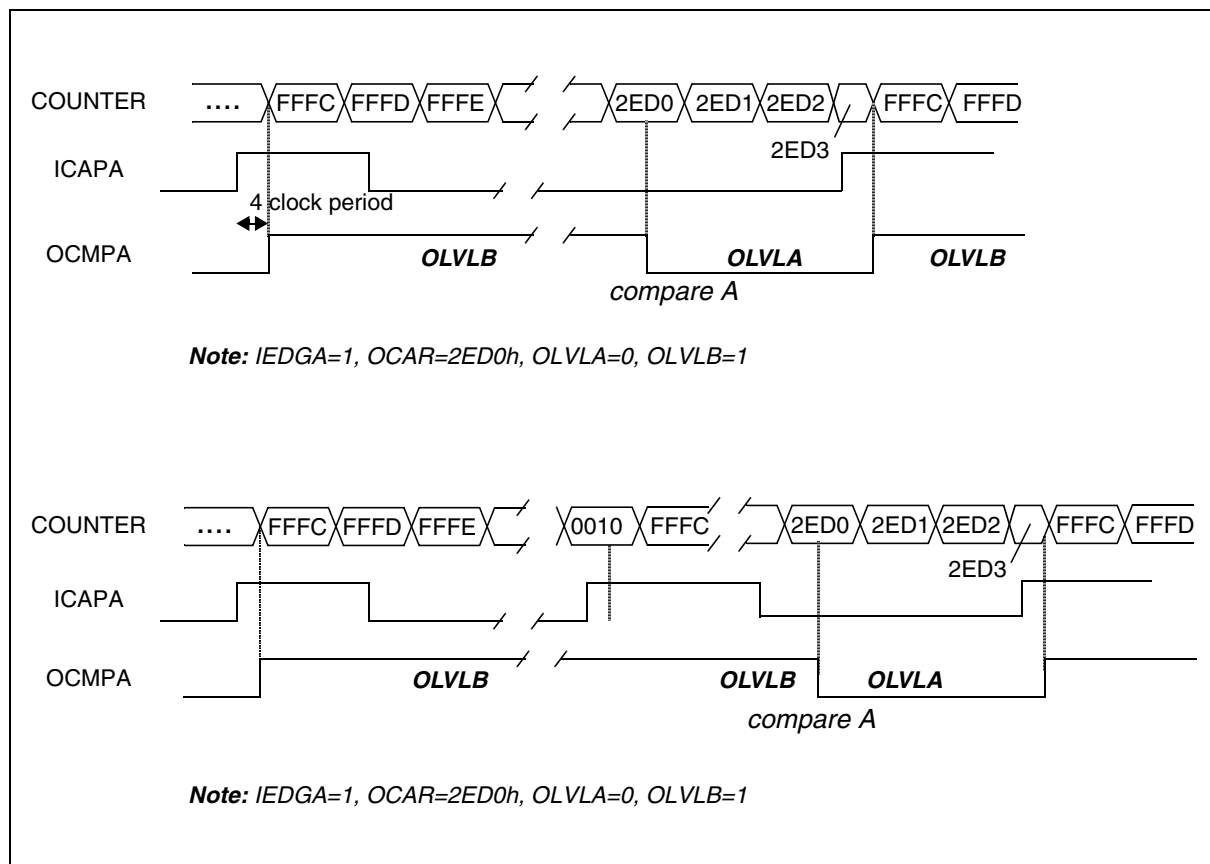 COUNTER .... FFFC FFFD FFFE 2ED0 2ED1 2ED2 FFFC FFFD
2ED3
ICAPA
4 clock period
OCMPA OLVLB OLVLA OLVLB
compare A
Note: IEDGA=1, OCAR=2ED0h, OLVLA=0, OLVLB=1
COUNTER .... FFFC FFFD FFFE 0010 FFFC 2ED0 2ED1 2ED2 FFFC FFFD
2ED3
ICAPA
OCMPA OLVLB OLVLB OLVLA
compare A
Note: IEDGA=1, OCAR=2ED0h, OLVLA=0, OLVLB=1